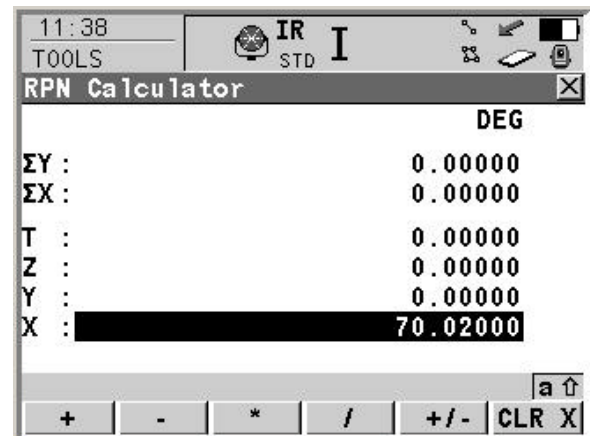 11:38
TOOLS
IR
STD I
RPN Calculator X
DEG
ΣY : 0.00000
ΣX : 0.00000
T : 0.00000
Z : 0.00000
Y : 0.00000
X : 70.02000
a ⇧
+ - * / +/- CLR X